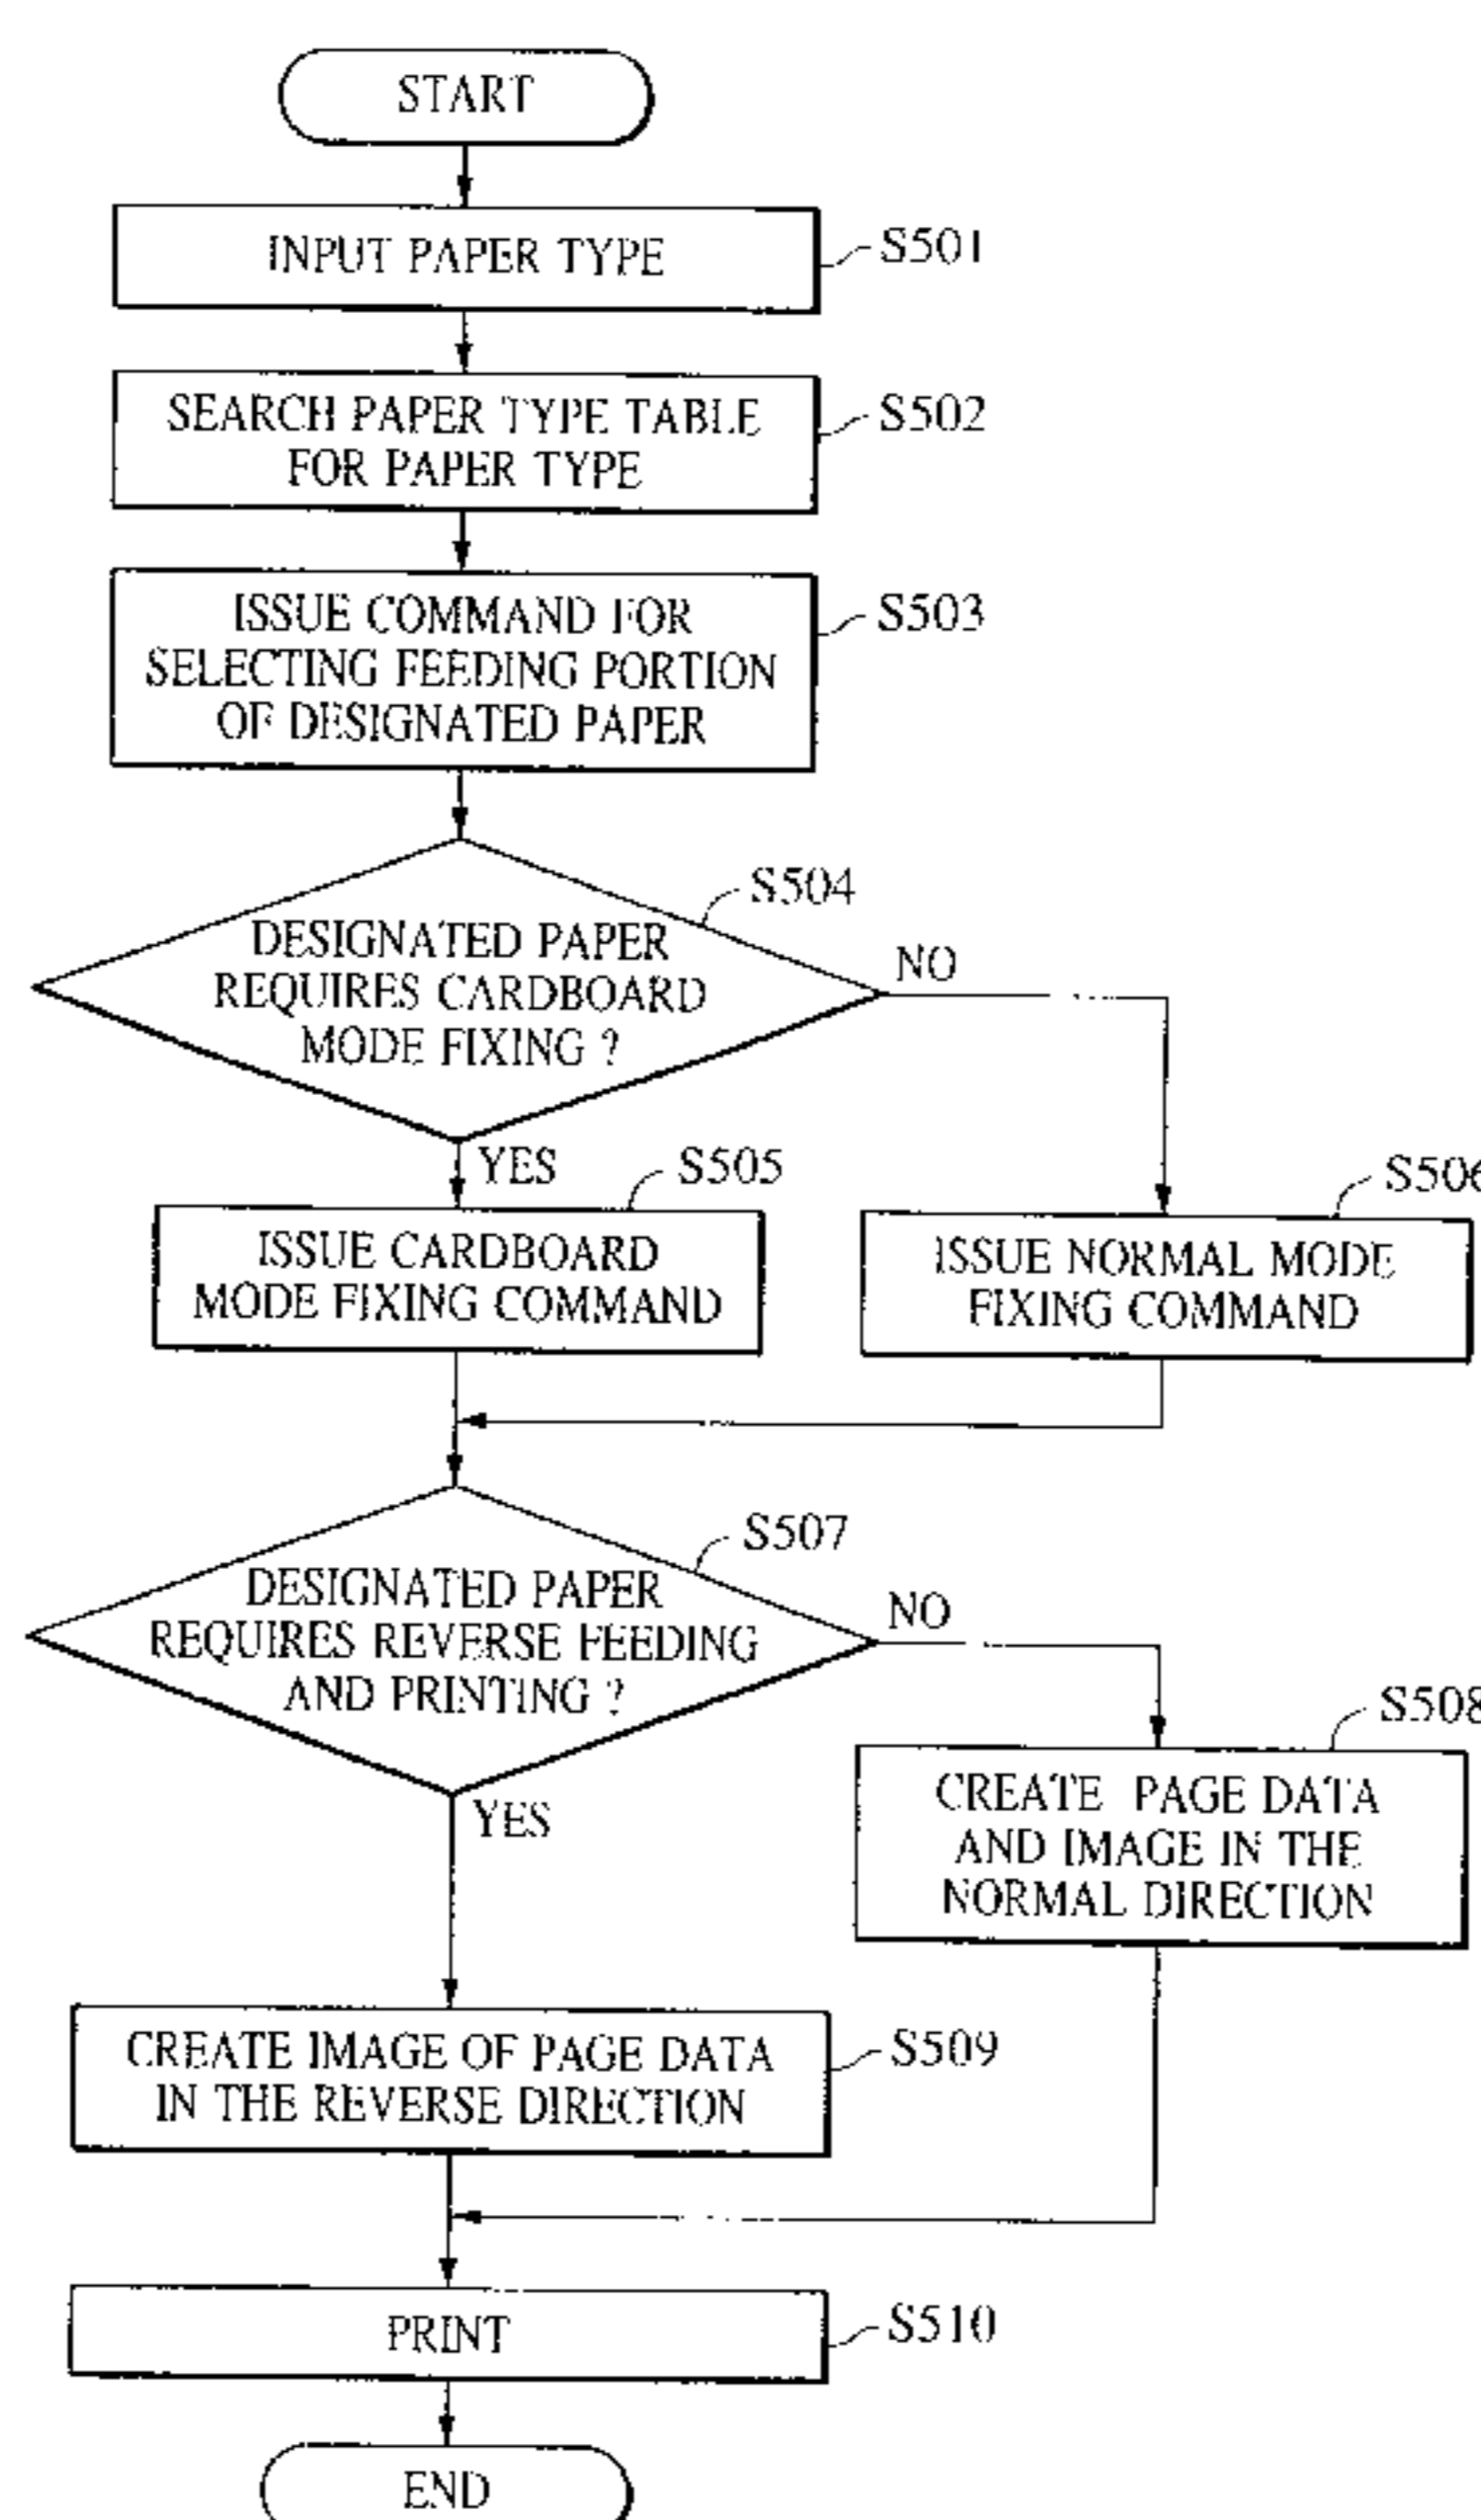 START
INPUT PAPER TYPE
S501
SEARCH PAPER TYPE TABLE
FOR PAPER TYPE
S502
ISSUE COMMAND FOR
SELECTING FEEDING PORTION
OF DESIGNATED PAPER
S503
S504
DESIGNATED PAPER
REQUIRES CARDBOARD
MODE FIXING ?
NO
YES
S505
ISSUE CARDBOARD
MODE FIXING COMMAND
S506
ISSUE NORMAL MODE
FIXING COMMAND
S507
DESIGNATED PAPER
REQUIRES REVERSE FEEDING
AND PRINTING ?
NO
YES
S508
CREATE PAGE DATA
AND IMAGE IN THE
NORMAL DIRECTION
CREATE IMAGE OF PAGE DATA
IN THE REVERSE DIRECTION
S509
PRINT
S510
END